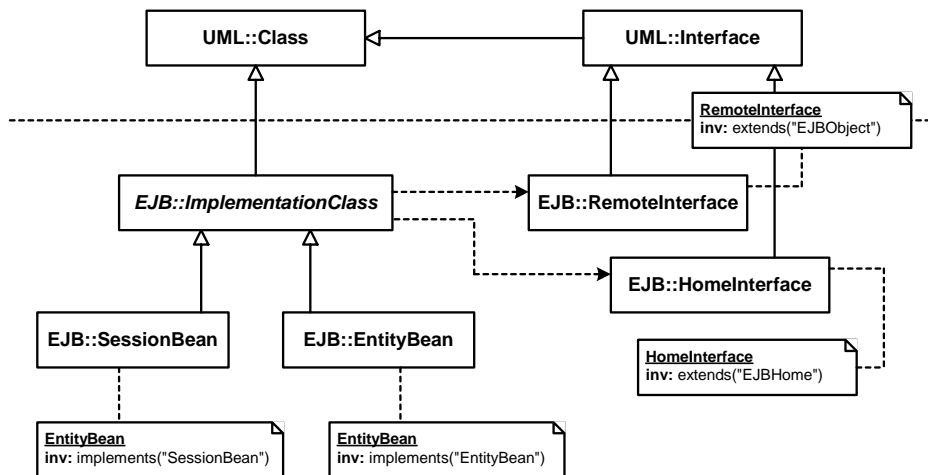 UML::Class
UML::Interface
RemoteInterface
inv: extends("EJBObject")
EJB::ImplementationClass
EJB::RemoteInterface
EJB::HomeInterface
EJB::SessionBean
EJB::EntityBean
HomeInterface
inv: extends("EJBHome")
EntityBean
inv: implements("SessionBean")
EntityBean
inv: implements("EntityBean")